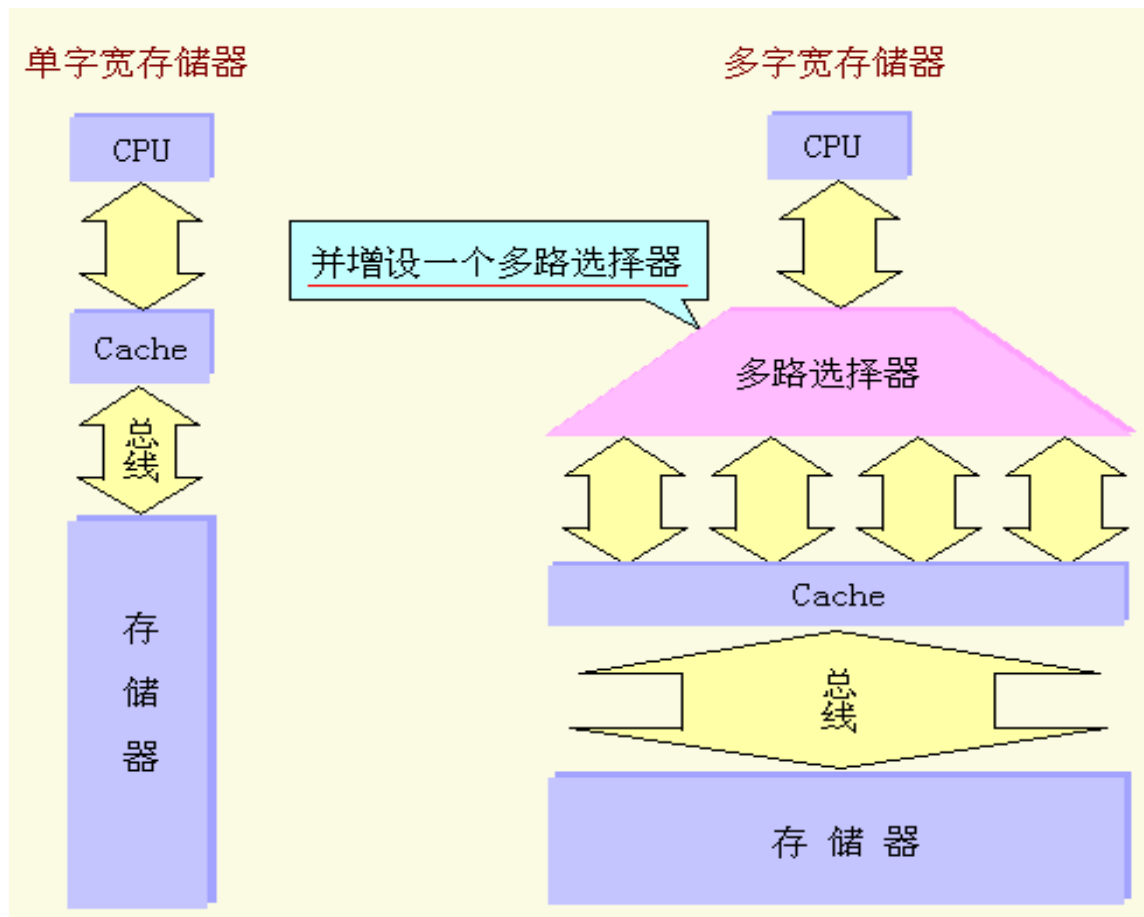 单字宽存储器
多字宽存储器
CPU
CPU
并增设一个多路选择器
Cache
多路选择器
总线
Cache
总线
存储器
存 储 器